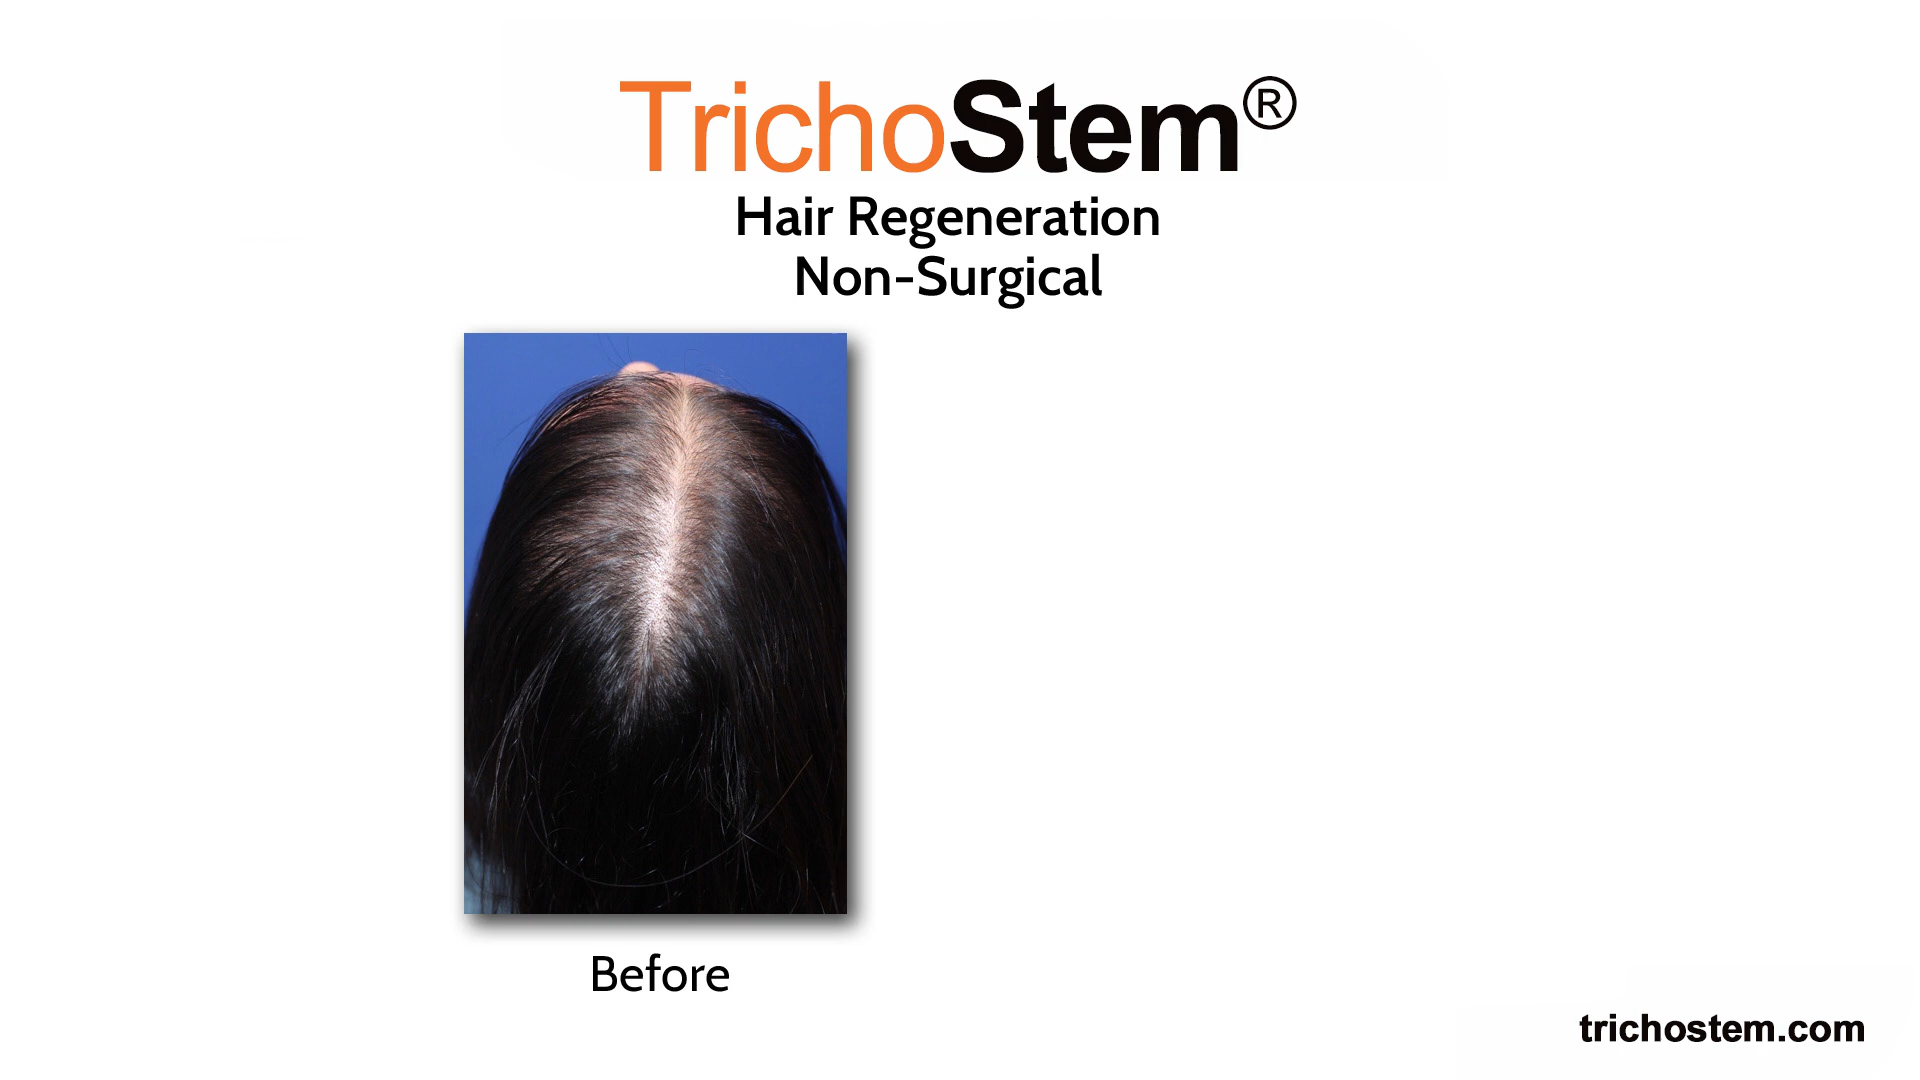 TrichoStem®
Hair Regeneration
Non-Surgical
Before
trichostem.com